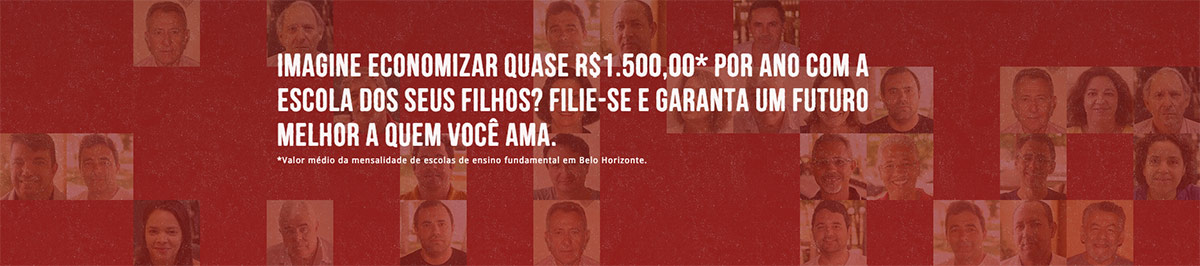 IMAGINE ECONOMIZAR QUASE R$1.500,00* POR ANO COM A
ESCOLA DOS SEUS FILHOS? FILIE-SE E GARANTA UM FUTURO
MELHOR A QUEM VOCÊ AMA.
*Valor médio da mensalidade de escolas de ensino fundamental em Belo Horizonte.